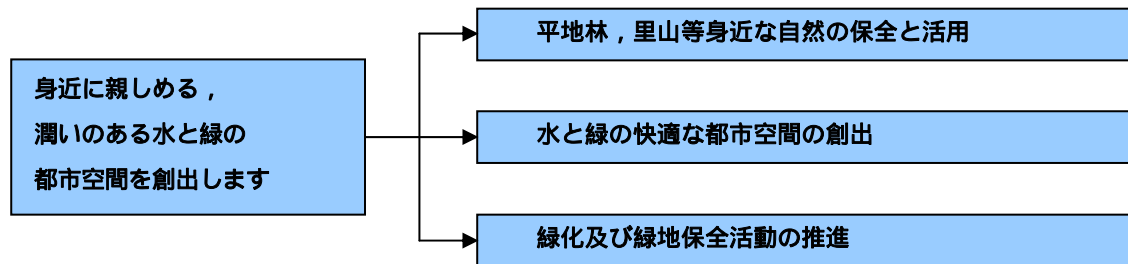 身近に親しめる，
潤いのある水と緑の
都市空間を創出します
平地林，里山等身近な自然の保全と活用
水と緑の快適な都市空間の創出
緑化及び緑地保全活動の推進